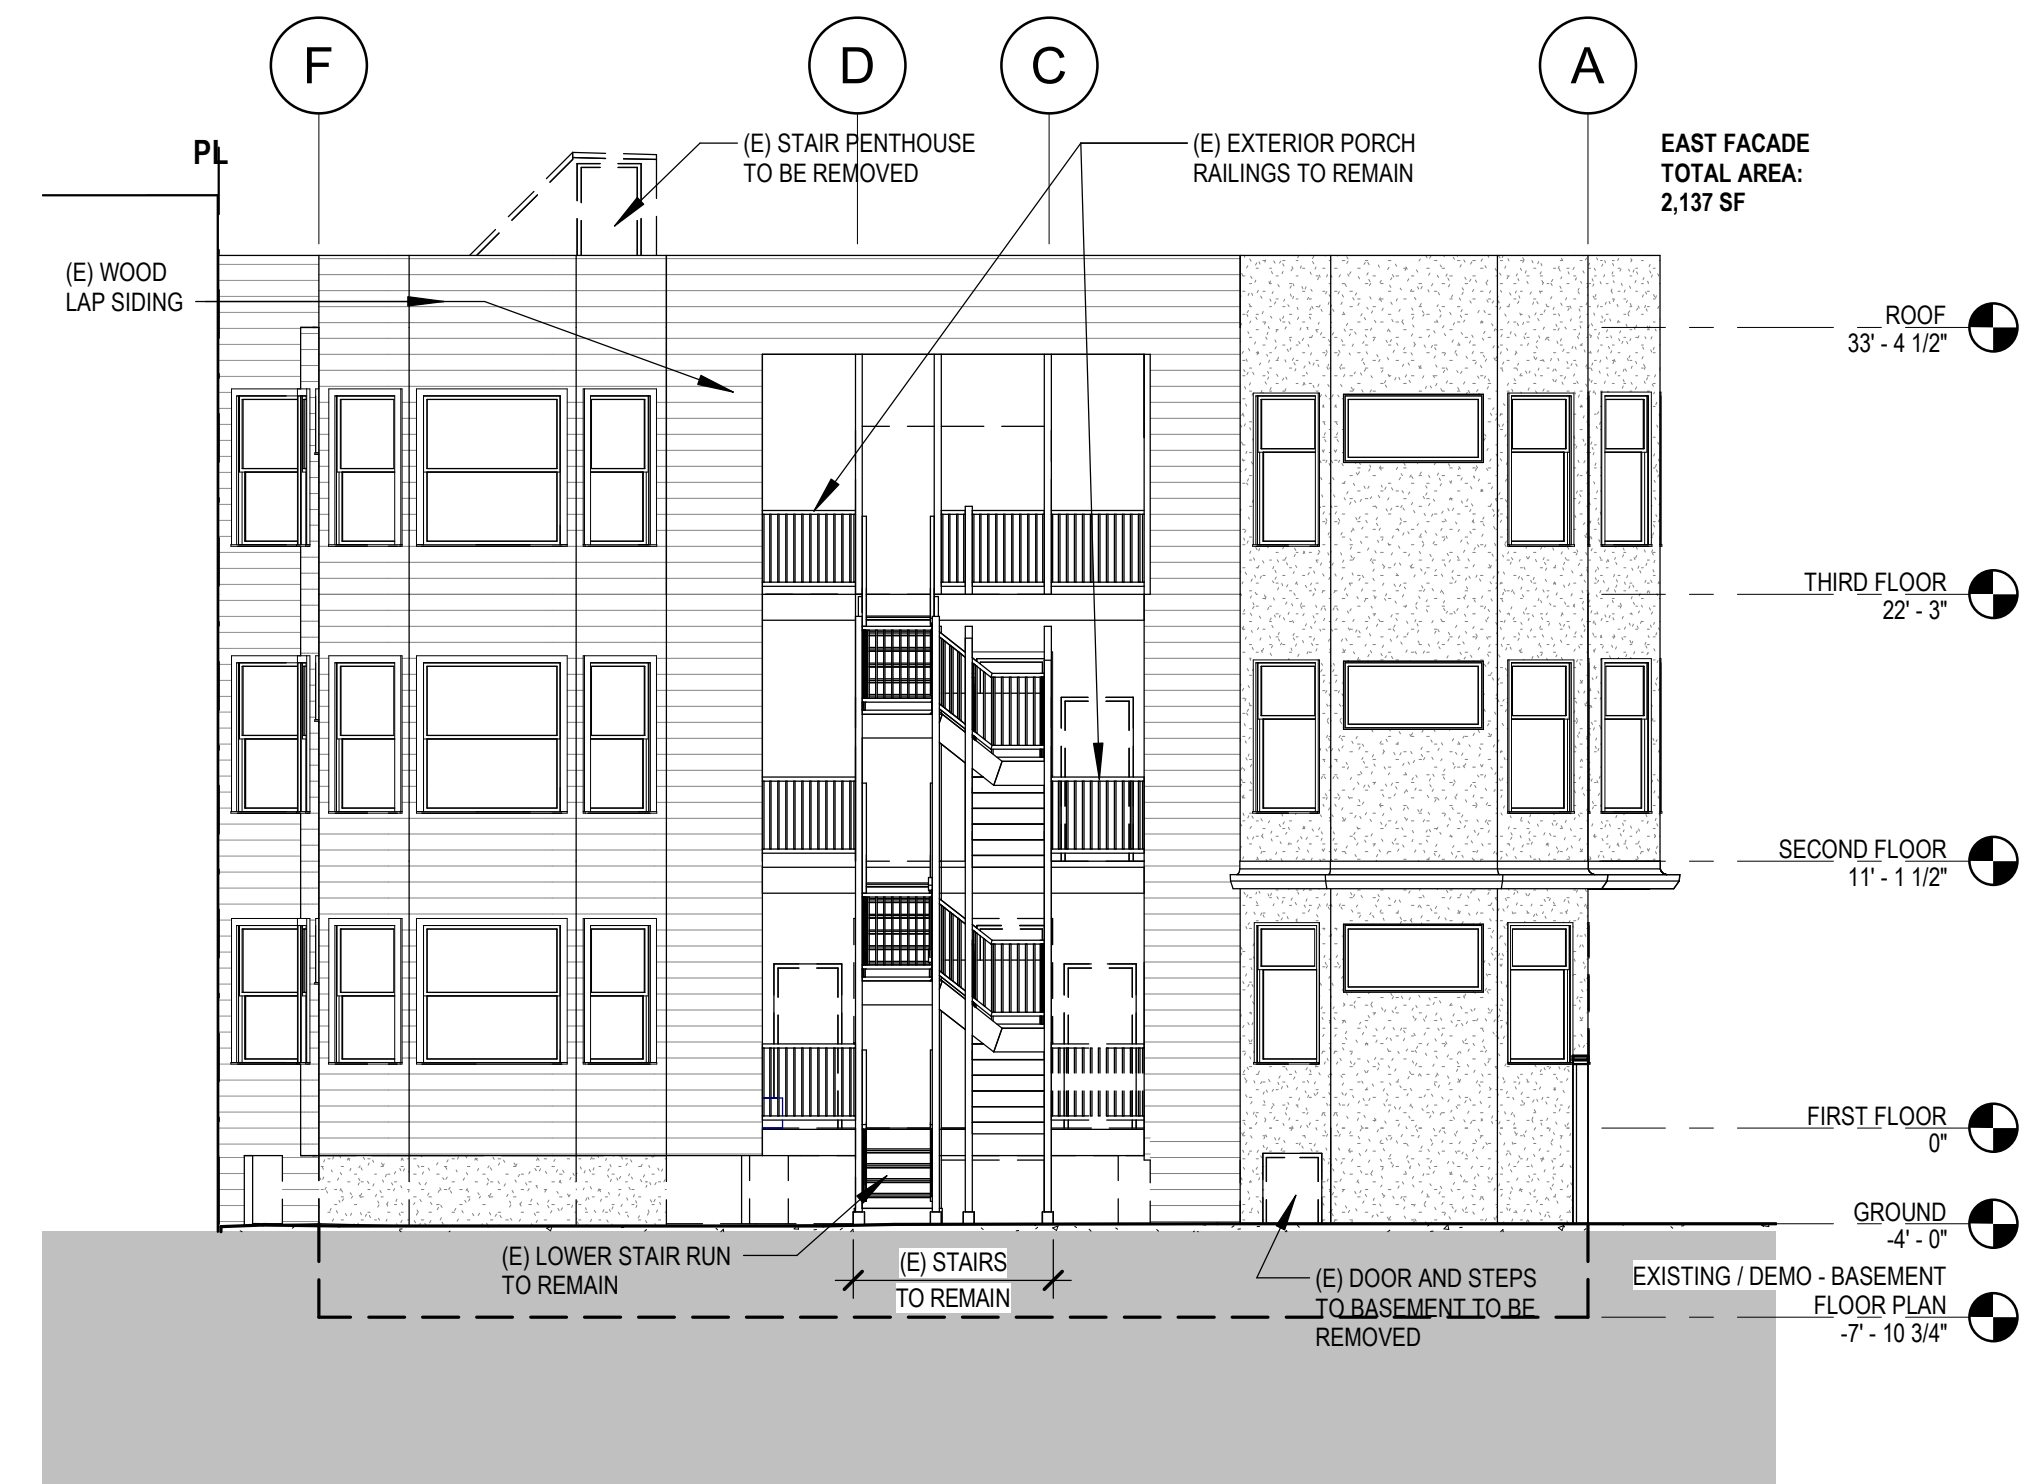 F
D
C
A
PL
(E) STAIR PENTHOUSE
TO BE REMOVED
(E) EXTERIOR PORCH
RAILINGS TO REMAIN
EAST FACADE
TOTAL AREA:
2,137 SF
(E) WOOD
LAP SIDING
ROOF
33' - 4 1/2"
THIRD FLOOR
22' - 3"
SECOND FLOOR
11' - 1 1/2"
FIRST FLOOR
0"
GROUND
-4' - 0"
(E) LOWER STAIR RUN
TO REMAIN
(E) STAIRS
TO REMAIN
(E) DOOR AND STEPS
TO BASEMENT TO BE
REMOVED
EXISTING / DEMO - BASEMENT
FLOOR PLAN
-7' - 10 3/4"